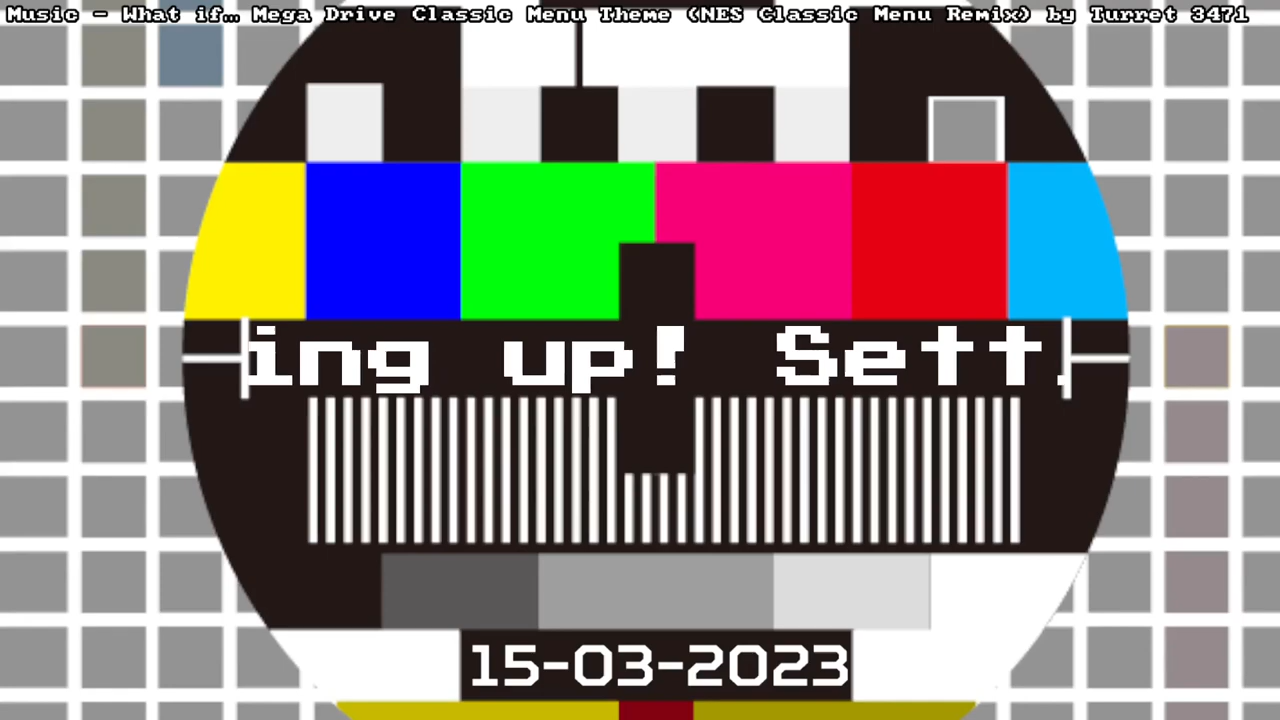 Music - What if… Mega Drive Classic Menu Theme (NES Classic Menu Remix) by Turret 3471
ing up! Sett
15-03-2023